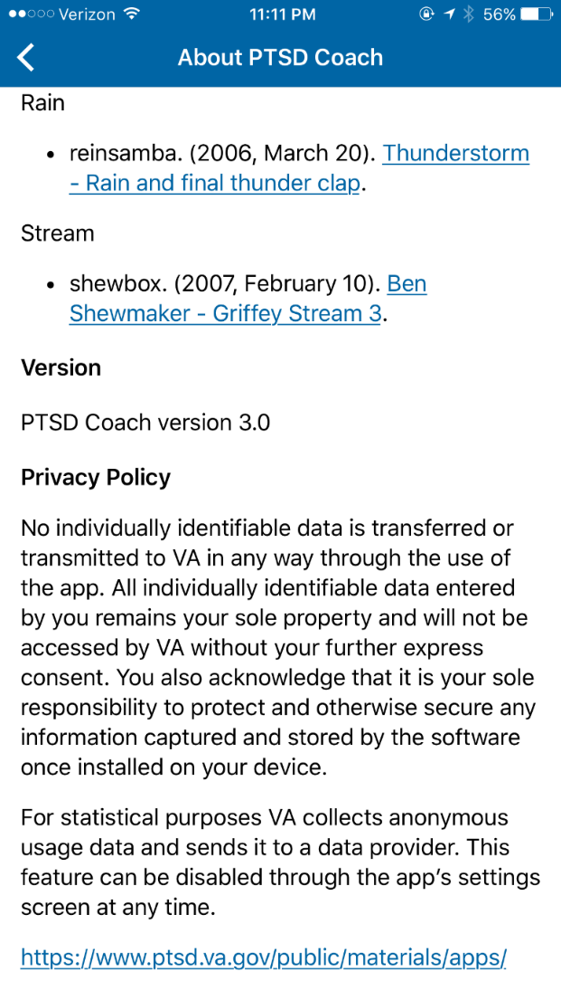 Verizon 11:11 PM 56%
About PTSD Coach
Rain
• reinsamba. (2006, March 20). Thunderstorm
- Rain and final thunder clap.
Stream
• shewbox. (2007, February 10). Ben
Shewmaker - Griffey Stream 3.
Version
PTSD Coach version 3.0
Privacy Policy
No individually identifiable data is transferred or
transmitted to VA in any way through the use of
the app. All individually identifiable data entered
by you remains your sole property and will not be
accessed by VA without your further express
consent. You also acknowledge that it is your sole
responsibility to protect and otherwise secure any
information captured and stored by the software
once installed on your device.
For statistical purposes VA collects anonymous
usage data and sends it to a data provider. This
feature can be disabled through the app's settings
screen at any time.
https://www.ptsd.va.gov/public/materials/apps/